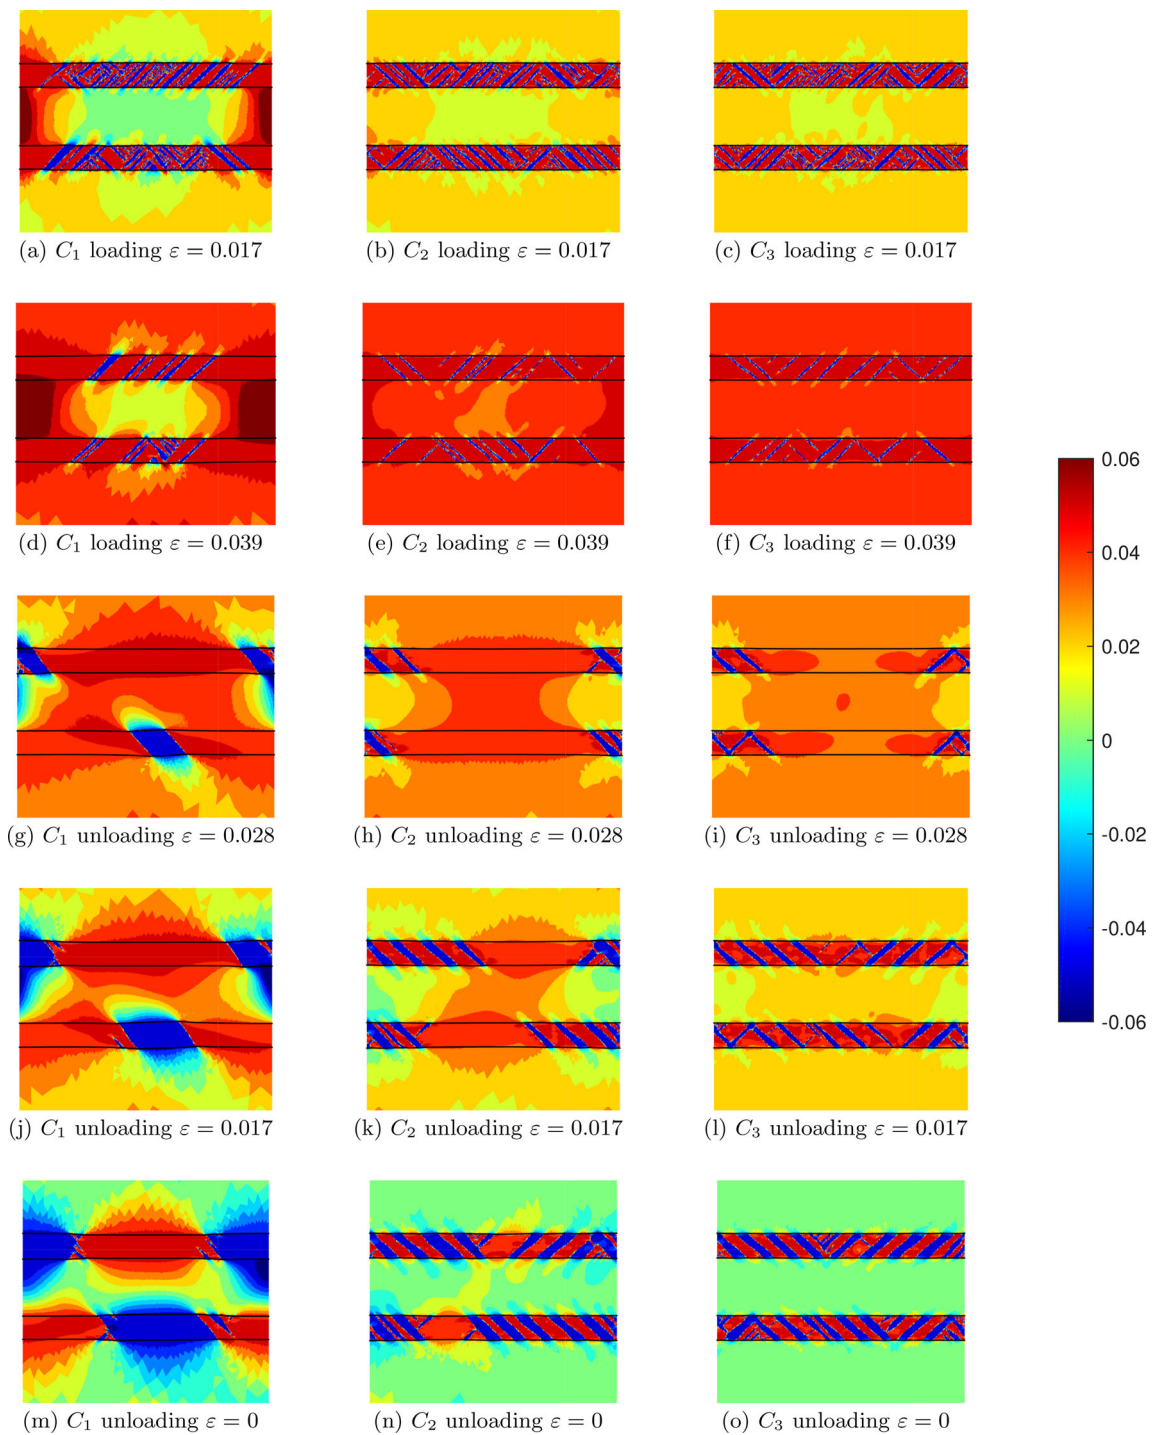 (a) C₁ loading ε = 0.017
(b) C₂ loading ε = 0.017
(c) C₃ loading ε = 0.017
(d) C₁ loading ε = 0.039
(e) C₂ loading ε = 0.039
(f) C₃ loading ε = 0.039
0.06
0.04
0.02
0
-0.02
-0.04
-0.06
(g) C₁ unloading ε = 0.028
(h) C₂ unloading ε = 0.028
(i) C₃ unloading ε = 0.028
(j) C₁ unloading ε = 0.017
(k) C₂ unloading ε = 0.017
(l) C₃ unloading ε = 0.017
(m) C₁ unloading ε = 0
(n) C₂ unloading ε = 0
(o) C₃ unloading ε = 0